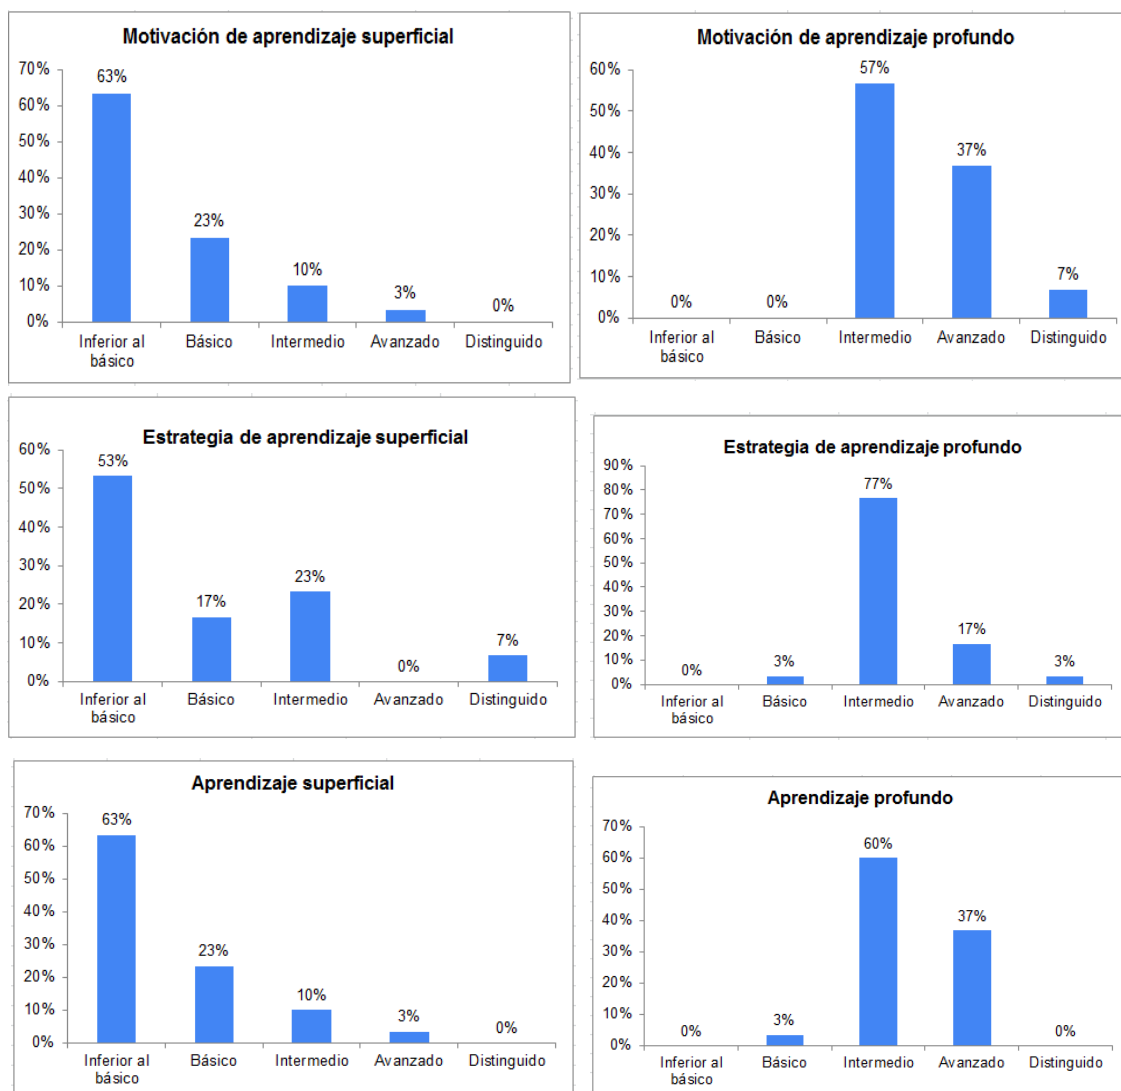 Motivación de aprendizaje superficial
70%
60%
50%
40%
30%
20%
10%
0%
63%
23%
10%
3%
0%
Inferior al básico
Básico
Intermedio
Avanzado
Distinguido
Motivación de aprendizaje profundo
60%
50%
40%
30%
20%
10%
0%
0%
0%
57%
37%
7%
Inferior al básico
Básico
Intermedio
Avanzado
Distinguido
Estrategia de aprendizaje superficial
60%
50%
40%
30%
20%
10%
0%
53%
17%
23%
0%
7%
Inferior al básico
Básico
Intermedio
Avanzado
Distinguido
Estrategia de aprendizaje profundo
90%
80%
70%
60%
50%
40%
30%
20%
10%
0%
0%
3%
77%
17%
3%
Inferior al básico
Básico
Intermedio
Avanzado
Distinguido
Aprendizaje superficial
70%
60%
50%
40%
30%
20%
10%
0%
63%
23%
10%
3%
0%
Inferior al básico
Básico
Intermedio
Avanzado
Distinguido
Aprendizaje profundo
70%
60%
50%
40%
30%
20%
10%
0%
0%
3%
60%
37%
0%
Inferior al básico
Básico
Intermedio
Avanzado
Distinguido